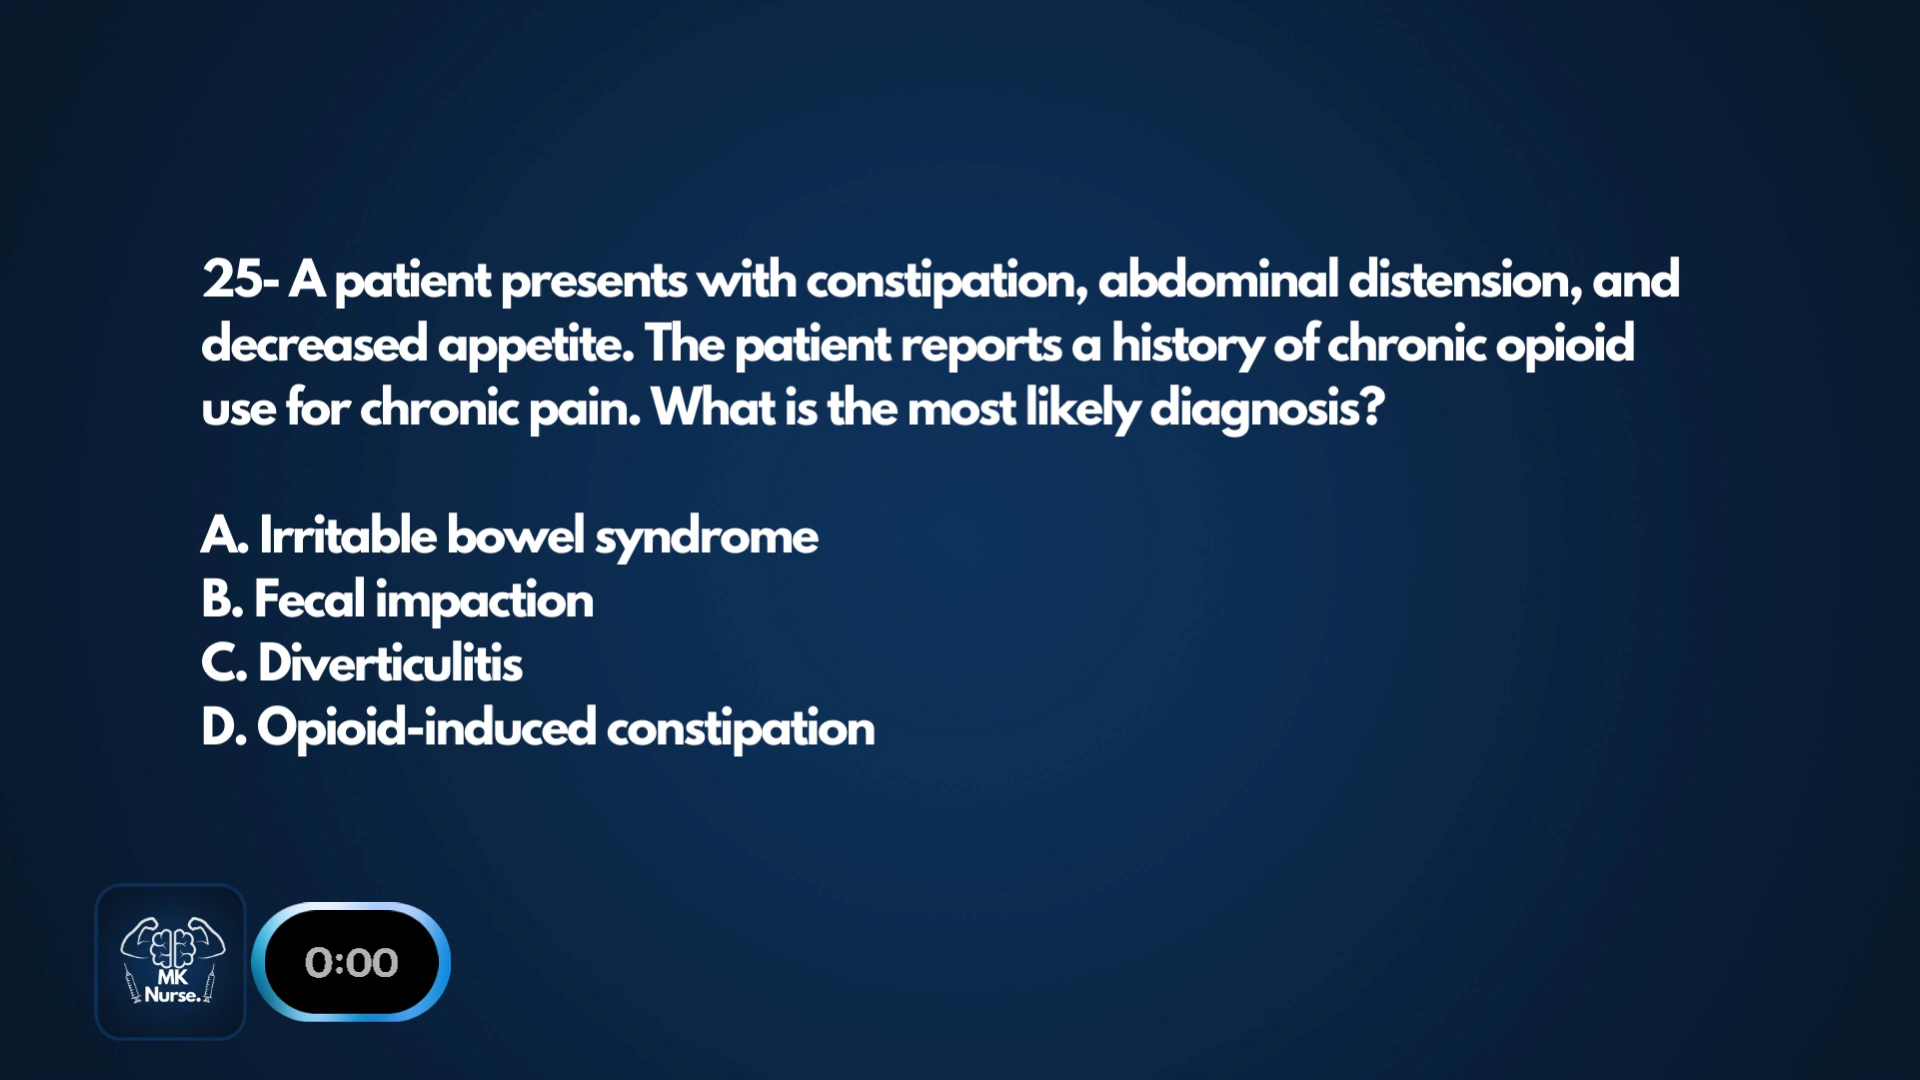 25- A patient presents with constipation, abdominal distension, and
decreased appetite. The patient reports a history of chronic opioid
use for chronic pain. What is the most likely diagnosis?
A. Irritable bowel syndrome
B. Fecal impaction
C. Diverticulitis
D. Opioid-induced constipation
MK
Nurse.
0:00